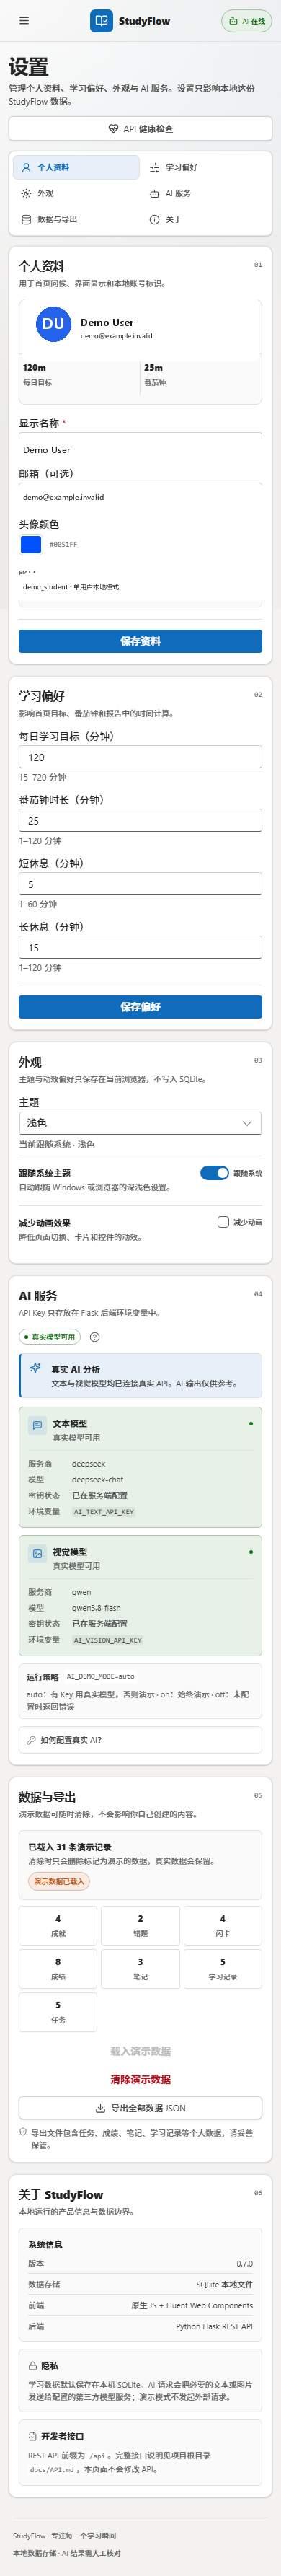 StudyFlow
AI 在线
设置
管理个人资料、学习偏好、外观与 AI 服务。设置只影响本地这份
StudyFlow 数据。
API 健康检查
个人资料
学习偏好
外观
AI 服务
数据与导出
关于
个人资料
01
用于首页问候、界面显示和本地账号标识。
DU
Demo User
demo@example.invalid
120m
每日目标
25m
番茄钟
显示名称 *
Demo User
邮箱（可选）
demo@example.invalid
头像颜色
#0051FF
demo_student · 单用户本地模式
保存资料
学习偏好
02
影响首页目标、番茄钟和报告中的时间计算。
每日学习目标（分钟）
120
15–720 分钟
番茄钟时长（分钟）
25
1–120 分钟
短休息（分钟）
5
1–60 分钟
长休息（分钟）
15
1–120 分钟
保存偏好
外观
03
主题与动效偏好只保存在当前浏览器，不写入 SQLite。
主题
浅色
当前跟随系统 · 浅色
跟随系统主题
跟随系统
自动跟随 Windows 或浏览器的深浅色设置。
减少动画效果
减少动画
降低页面切换、卡片和控件的动效。
AI 服务
04
API Key 只存放在 Flask 后端环境变量中。
真实模型可用
真实 AI 分析
文本与视觉模型均已连接真实 API。AI 输出仅供参考。
文本模型
真实模型可用
服务商 deepseek
模型 deepseek-chat
密钥状态 已在服务端配置
环境变量 AI_TEXT_API_KEY
视觉模型
真实模型可用
服务商 qwen
模型 qwen3.8-flash
密钥状态 已在服务端配置
环境变量 AI_VISION_API_KEY
运行策略 AI_DEMO_MODE=auto
auto：有 Key 用真实模型，否则演示 · on：始终演示 · off：未配
置时返回错误
如何配置真实 AI？
数据与导出
05
演示数据可随时清除，不会影响你自己创建的内容。
已载入 31 条演示记录
清除时只会删除标记为演示的数据，真实数据会保留。
演示数据已载入
4
成就
2
错题
4
闪卡
8
成绩
3
笔记
5
学习记录
5
任务
载入演示数据
清除演示数据
导出全部数据 JSON
导出文件包含任务、成绩、笔记、学习记录等个人数据，请妥善
保管。
关于 StudyFlow
06
本地运行的产品信息与数据边界。
系统信息
版本 0.7.0
数据存储 SQLite 本地文件
前端 原生 JS + Fluent Web Components
后端 Python Flask REST API
隐私
学习数据默认保存在本机 SQLite。AI 请求会把必要的文本或图片
发送给配置的第三方模型服务；演示模式不发起外部请求。
开发者接口
REST API 前缀为 /api 。完整接口说明见项目根目录
docs/API.md ，本页面不会修改 API。
StudyFlow · 专注每一个学习瞬间
本地数据存储 · AI 结果需人工核对